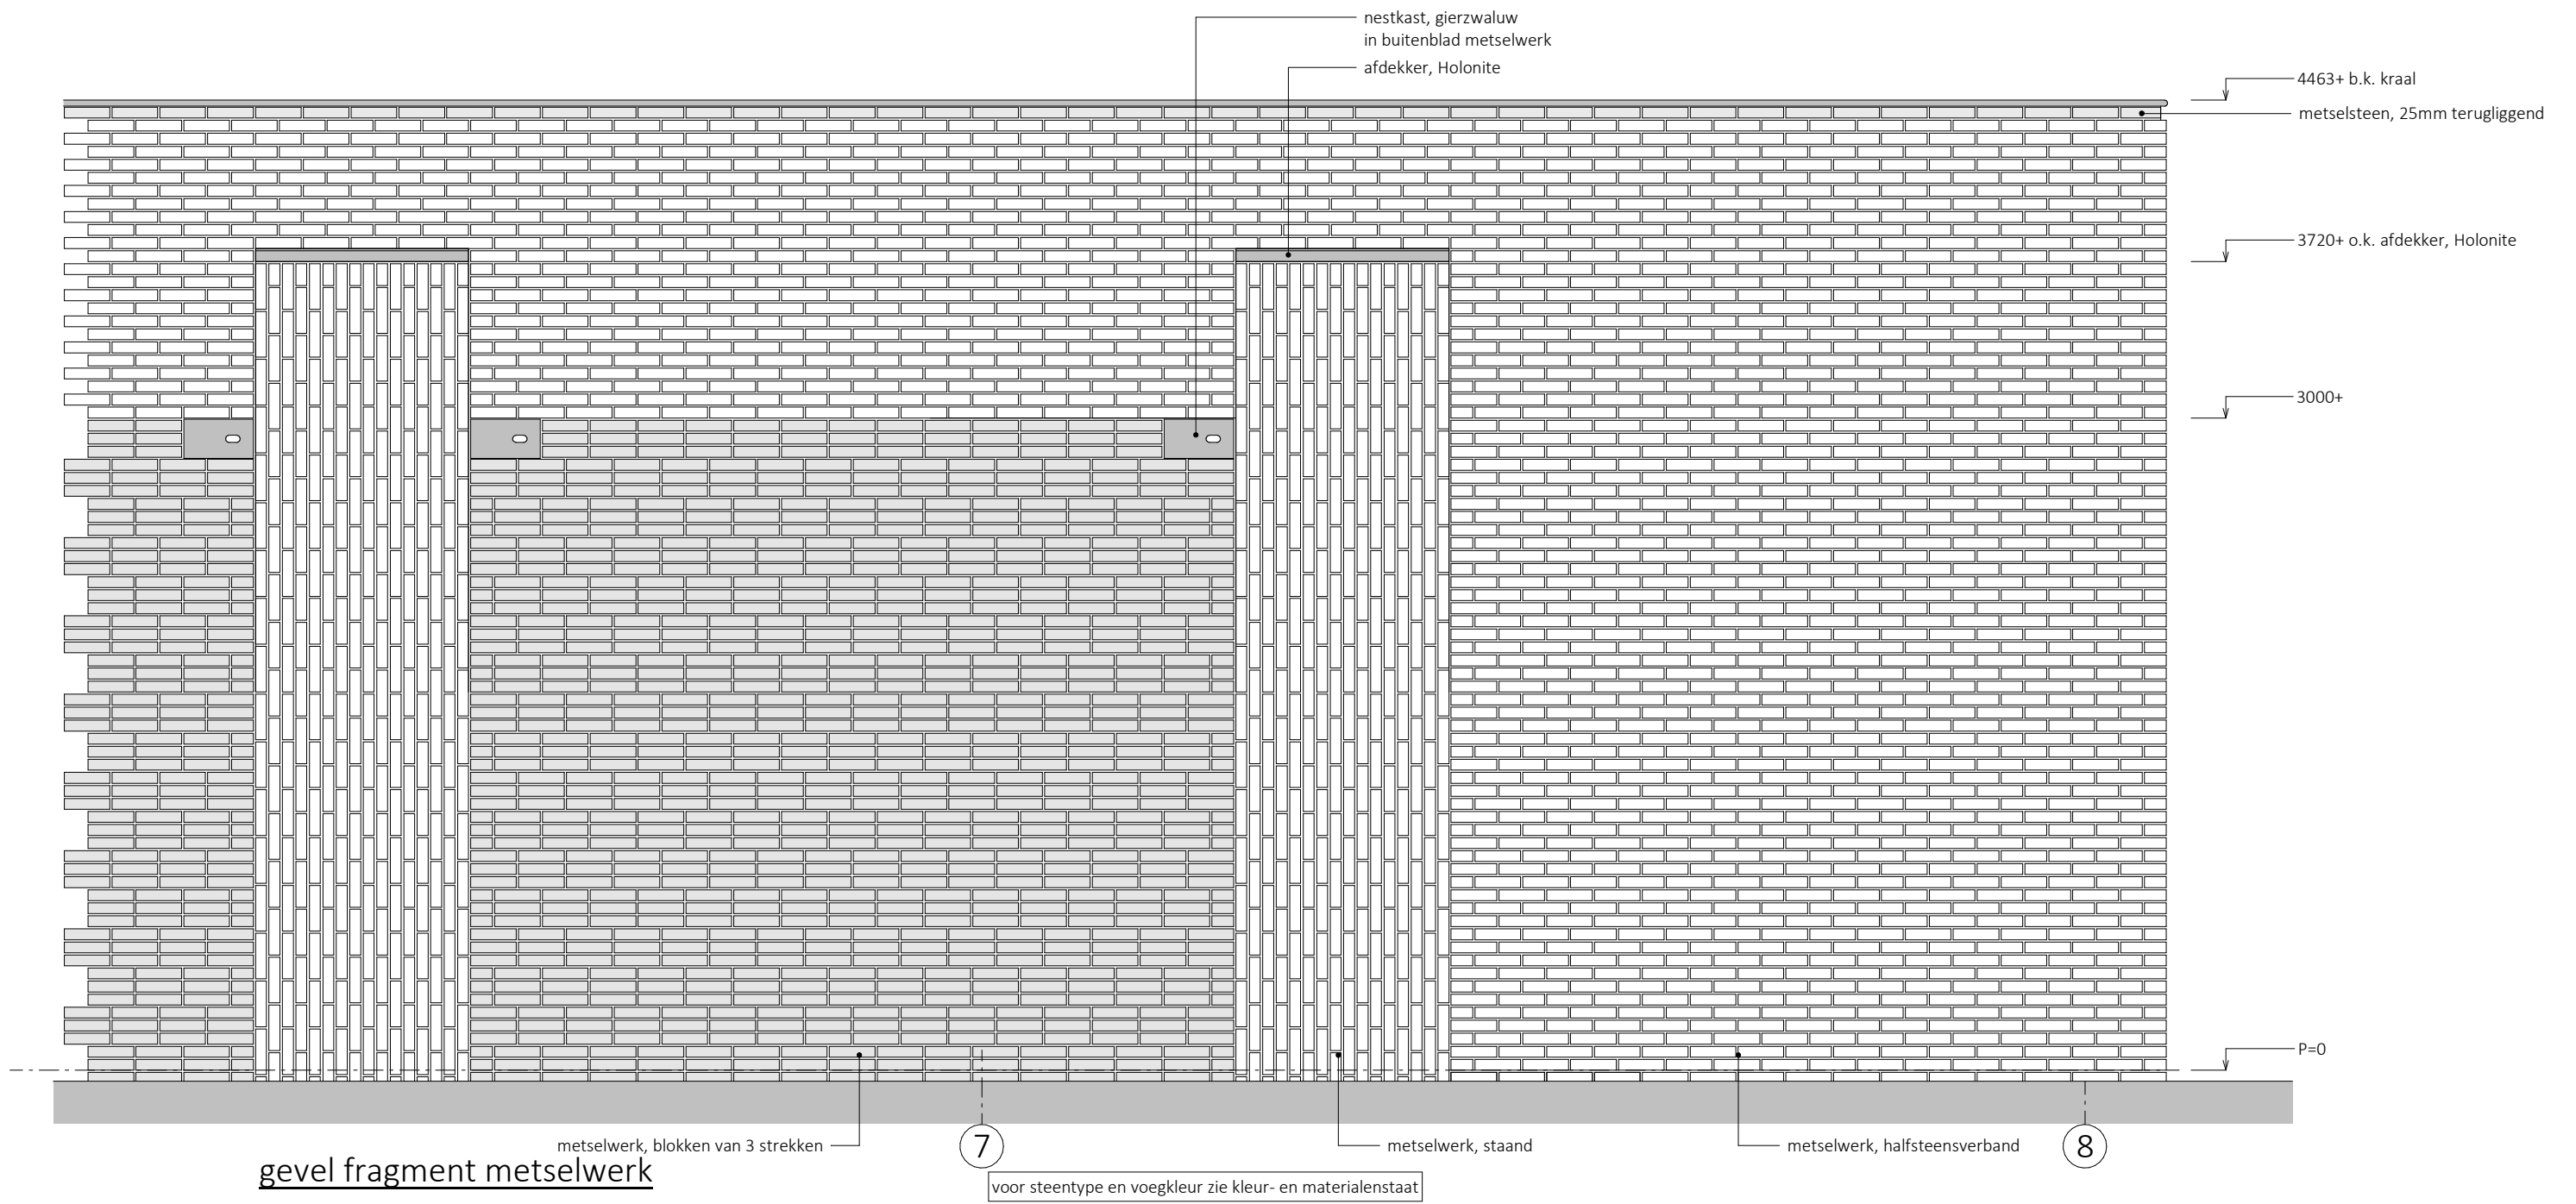 nestkast, gierzwaluw
in buitenblad metselwerk
afdekker, Holonite
4463+ b.k. kraal
metselsteen, 25mm terugliggend
3720+ o.k. afdekker, Holonite
3000+
P=0
metselwerk, blokken van 3 strekken
7
metselwerk, staand
metselwerk, halfsteensverband
8
gevel fragment metselwerk
voor steentype en voegkleur zie kleur- en materialenstaat